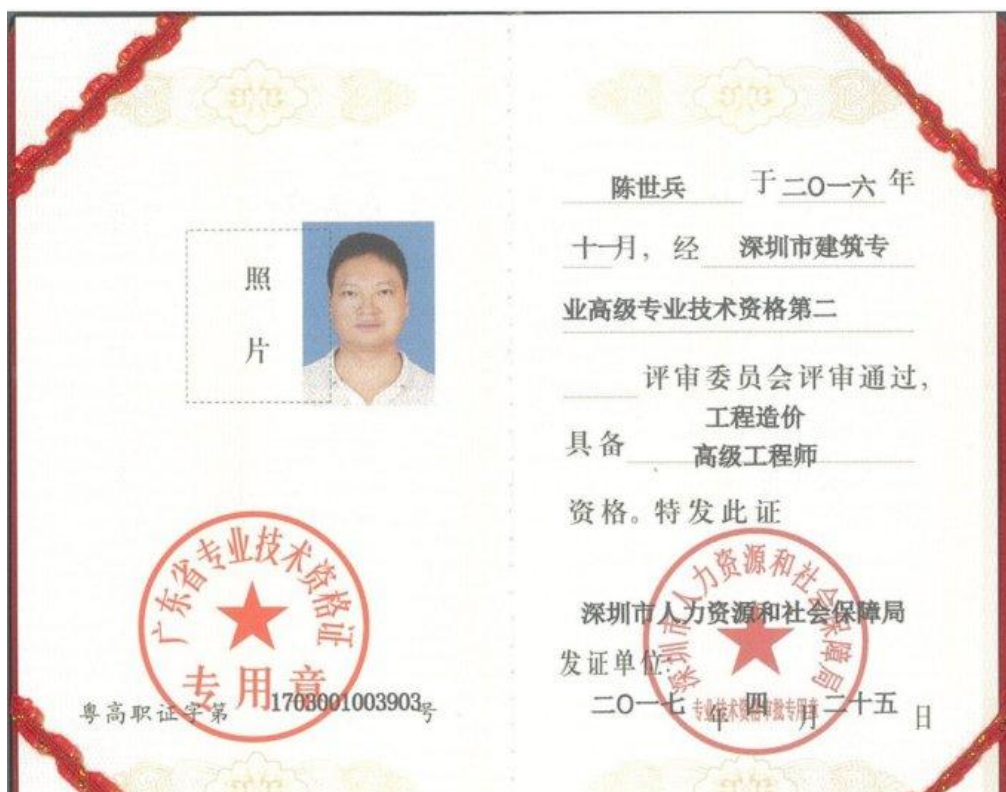 照
片
广东省专业技术资格证
专用章
粤高职证字第 1703001003903号
陈世兵 于二O一六年
十一月，经 深圳市建筑专
业高级专业技术资格第二
评审委员会评审通过，
工程造价
具备 高级工程师
资格。特发此证
深圳市人力资源和社会保障局
深圳市人力资源和社会保障局
发证单位:
专业技术资格审批专用章
二O一七年四月二十五日